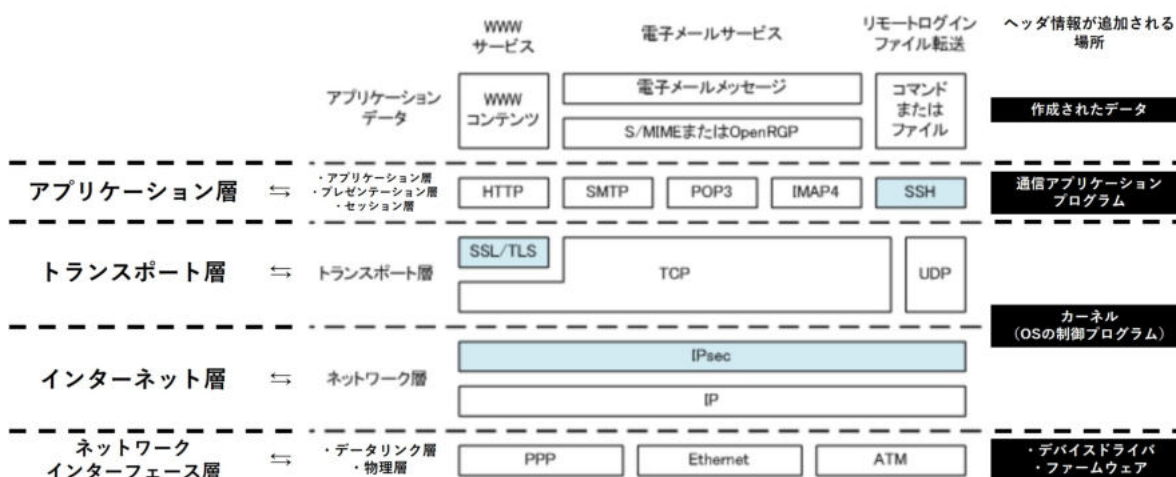 WWW
サービス
電子メールサービス
リモートログイン
ファイル転送
ヘッダ情報が追加される
場所
アプリケーション
データ
WWW
コンテンツ
電子メールメッセージ
S/MIMEまたはOpenRGP
コマンド
または
ファイル
作成されたデータ
アプリケーション層
⇆
・アプリケーション層
・プレゼンテーション層
・セッション層
HTTP
SMTP
POP3
IMAP4
SSH
通信アプリケーション
プログラム
トランスポート層
⇆
トランスポート層
SSL/TLS
TCP
UDP
カーネル
(OSの制御プログラム)
インターネット層
⇆
ネットワーク層
IPsec
IP
ネットワーク
インターフェース層
⇆
・データリンク層
・物理層
PPP
Ethernet
ATM
・デバイスドライバ
・ファームウェア